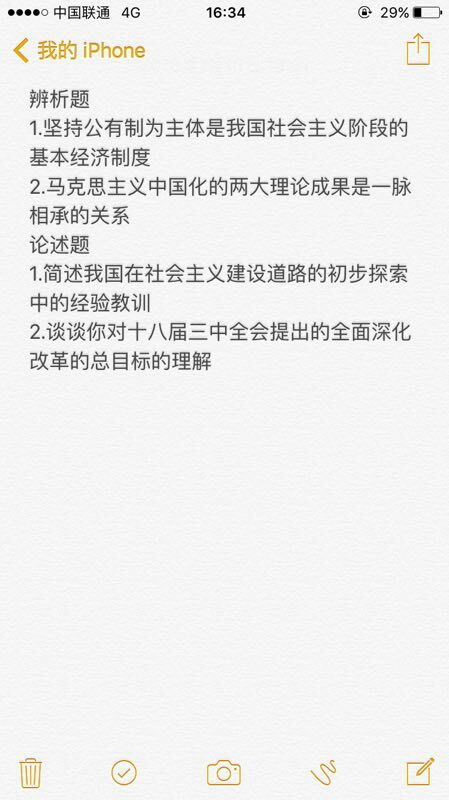 中国联通 4G 16:34 29%
我的 iPhone
辨析题
1.坚持公有制为主体是我国社会主义阶段的
基本经济制度
2.马克思主义中国化的两大理论成果是一脉
相承的关系
论述题
1.简述我国在社会主义建设道路的初步探索
中的经验教训
2.谈谈你对十八届三中全会提出的全面深化
改革的总目标的理解